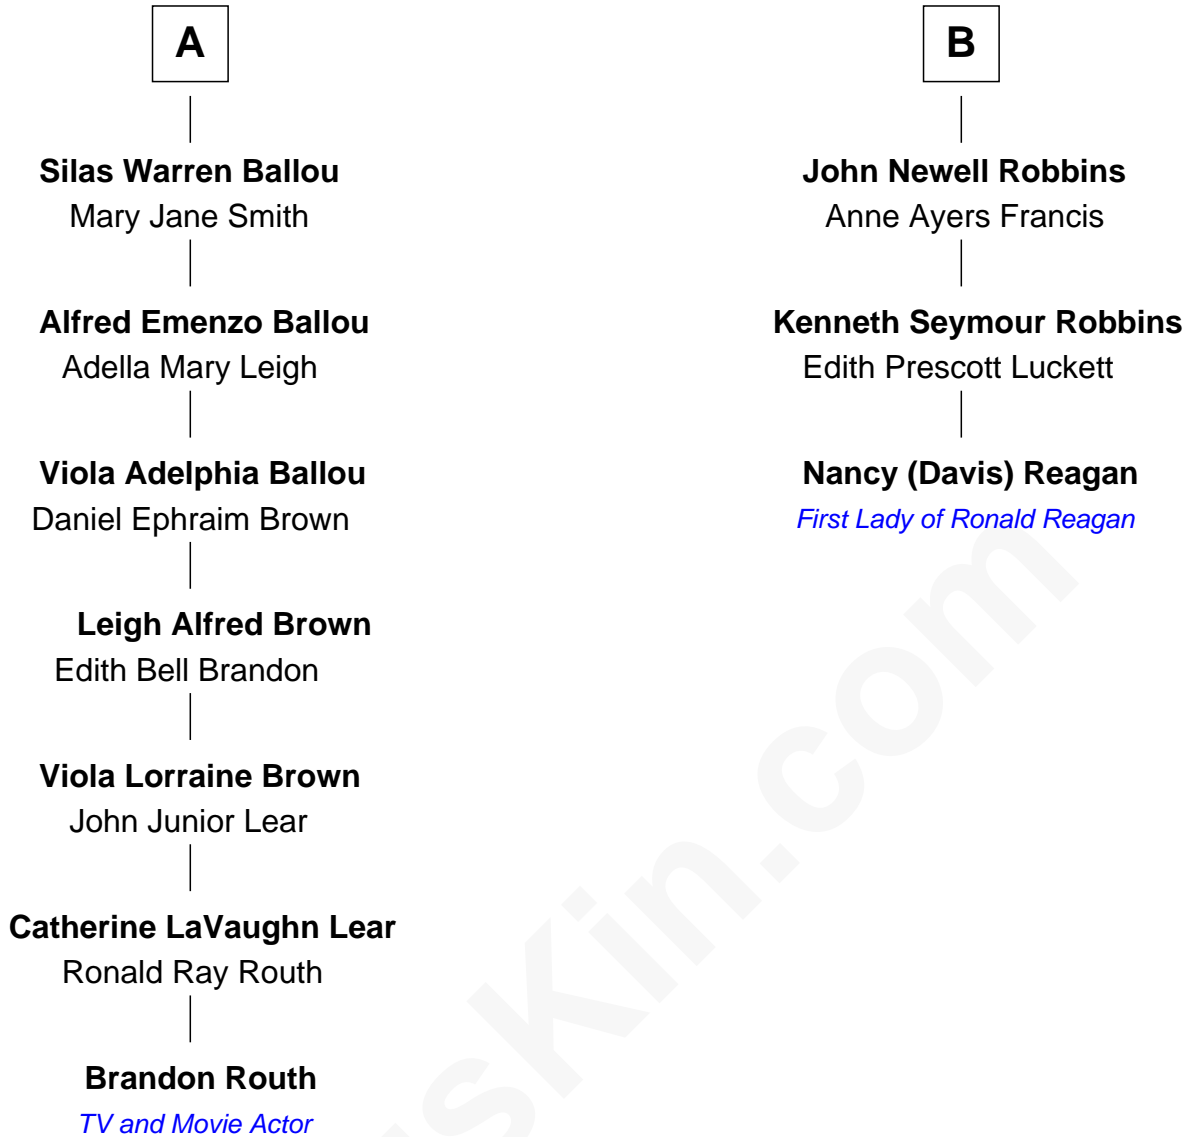 A
Silas Warren Ballou
Mary Jane Smith
Alfred Emenzo Ballou
Adella Mary Leigh
Viola Adelphia Ballou
Daniel Ephraim Brown
Leigh Alfred Brown
Edith Bell Brandon
Viola Lorraine Brown
John Junior Lear
Catherine LaVaughn Lear
Ronald Ray Routh
Brandon Routh
TV and Movie Actor
B
John Newell Robbins
Anne Ayers Francis
Kenneth Seymour Robbins
Edith Prescott Luckett
Nancy (Davis) Reagan
First Lady of Ronald Reagan
sKin.com